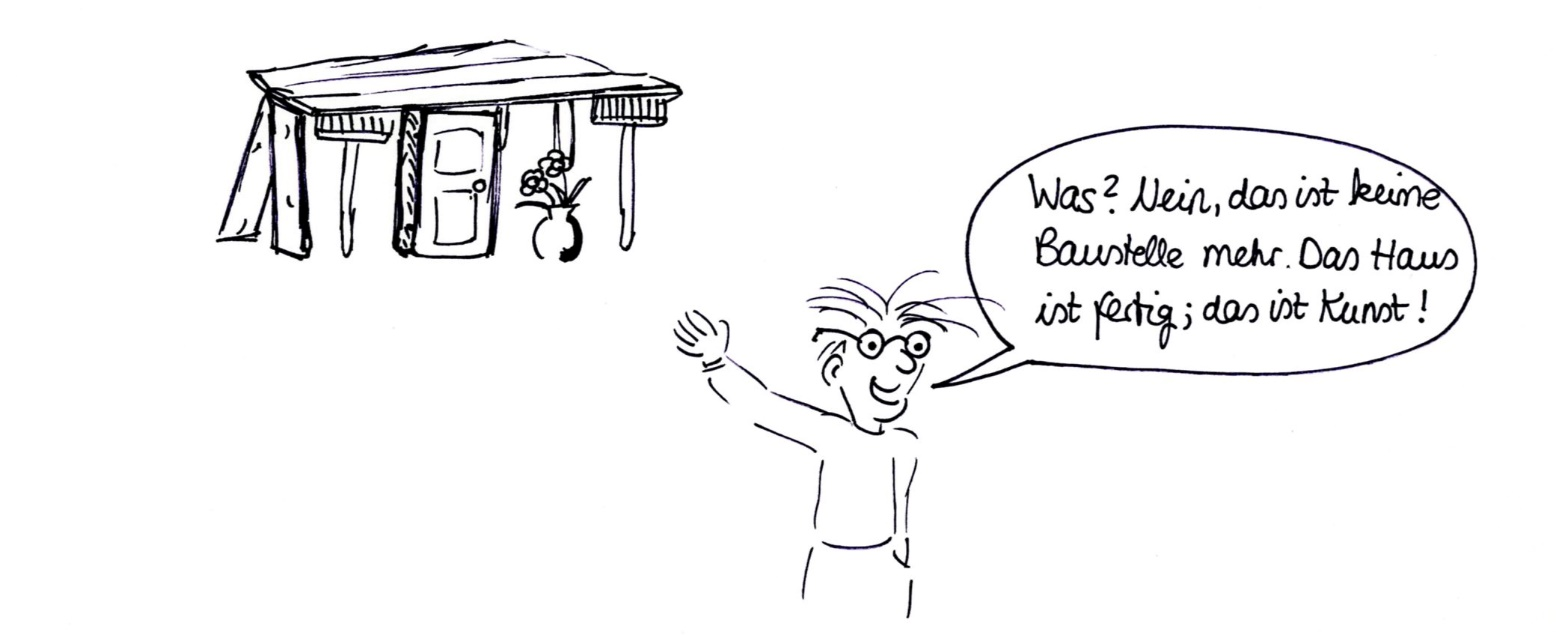 Was? Nein, das ist keine
Baustelle mehr. Das Haus
ist fertig; das ist Kunst!